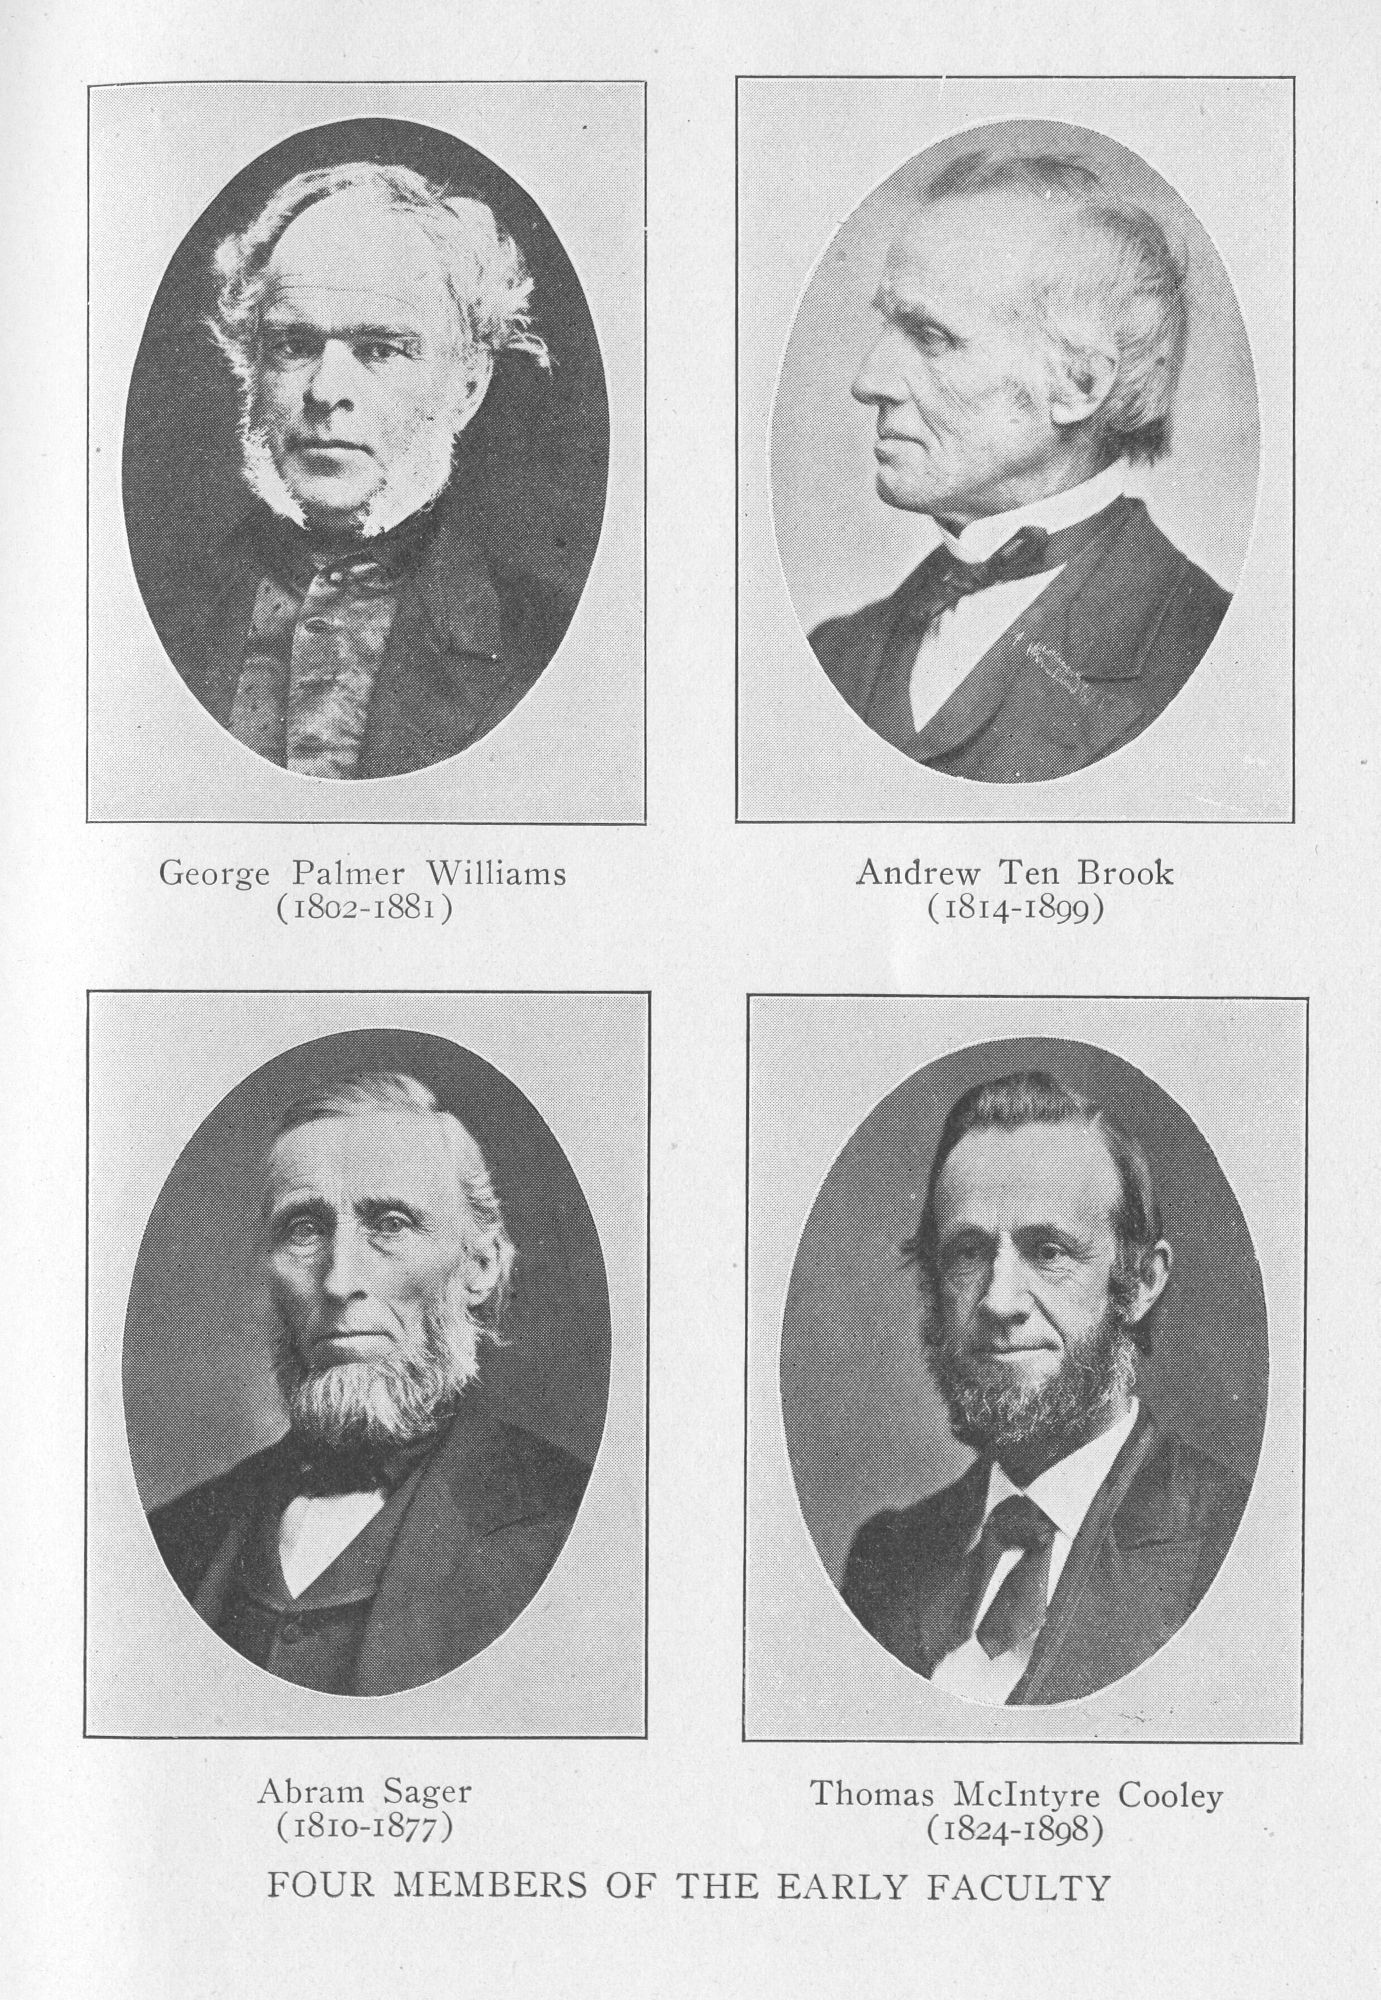 George Palmer Williams
(1802-1881)
Andrew Ten Brook
(1814-1899)
Abram Sager
(1810-1877)
Thomas McIntyre Cooley
(1824-1898)
FOUR MEMBERS OF THE EARLY FACULTY